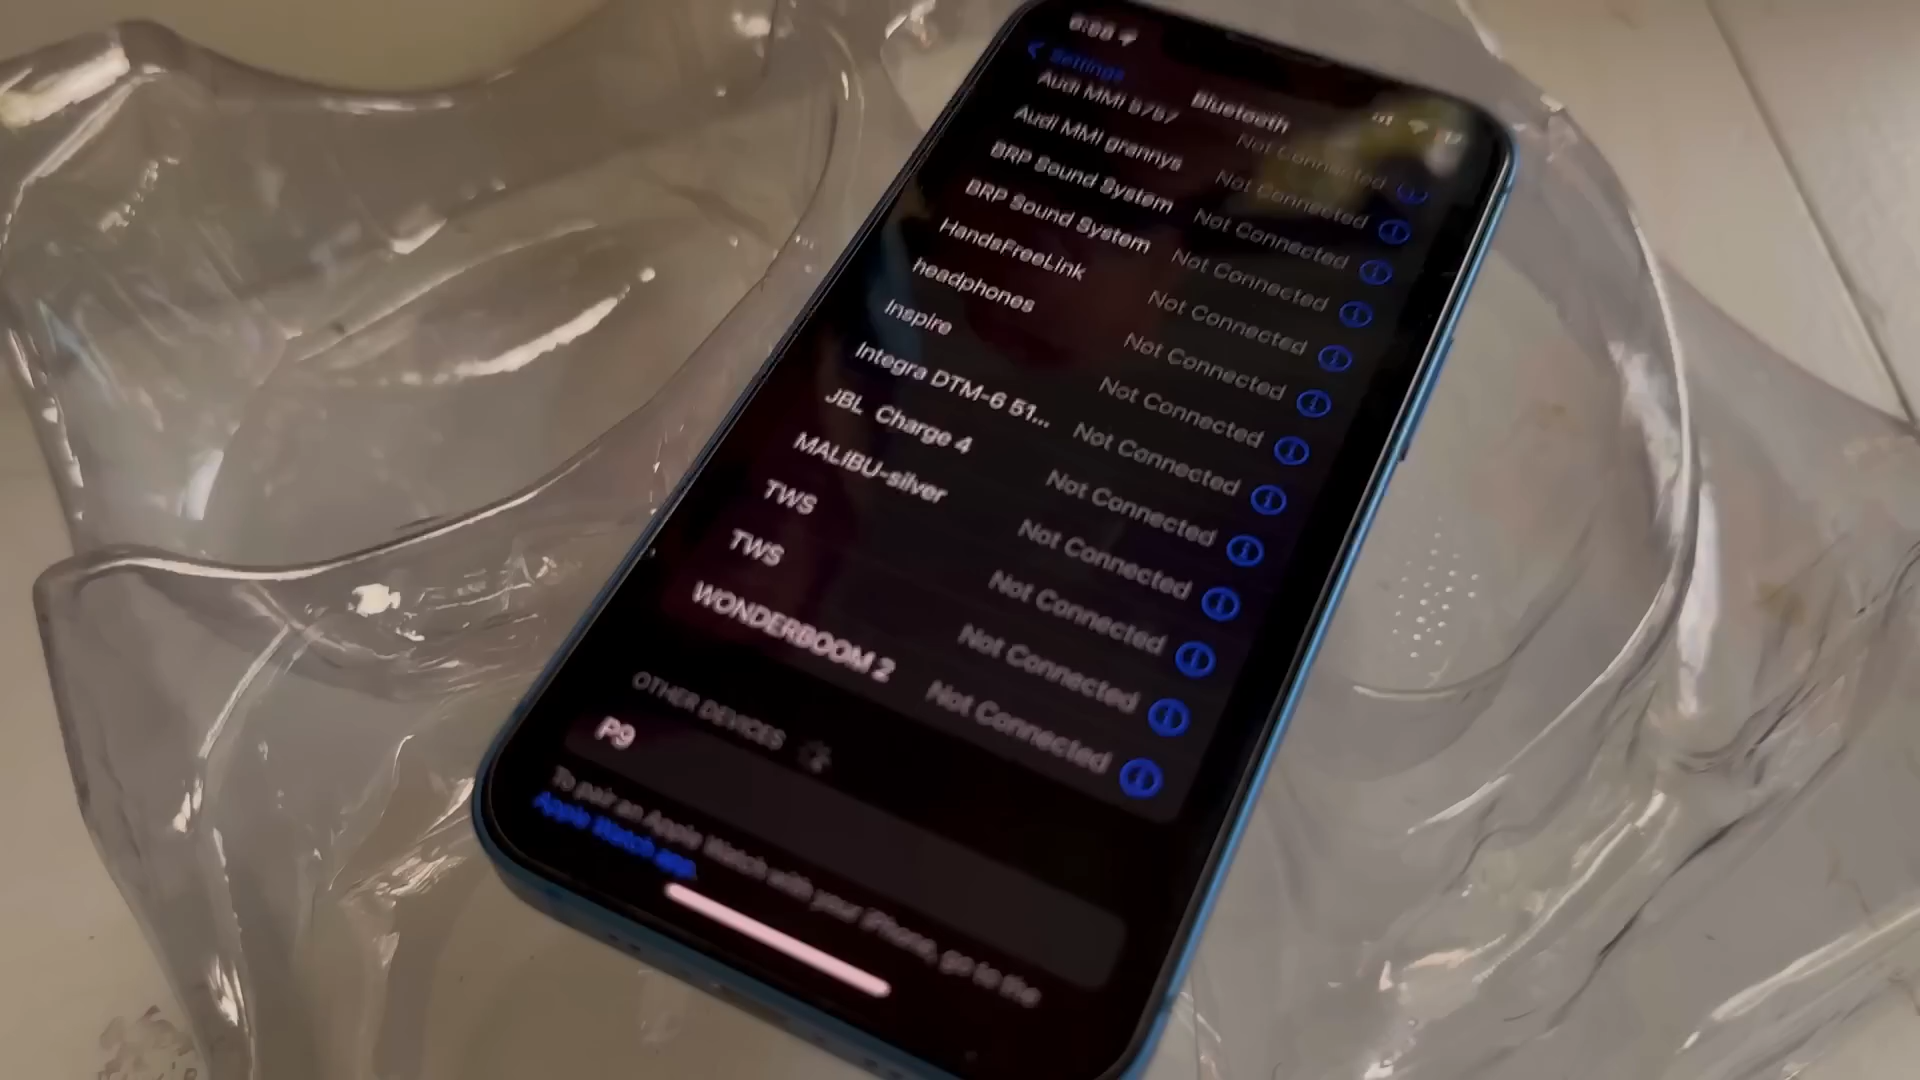 Settings
Bluetooth
Audi MMI 5757 Not Connected
Audi MMI grannys Not Connected
BRP Sound System Not Connected
BRP Sound System Not Connected
HandsFreeLink Not Connected
headphones Not Connected
Inspire Not Connected
Integra DTM-6 51... Not Connected
JBL Charge 4 Not Connected
MALIBU-silver Not Connected
TWS Not Connected
TWS Not Connected
WONDERBOOM 2 Not Connected
OTHER DEVICES
P9
To pair an Apple Watch with your iPhone, go to the
Apple Watch app.